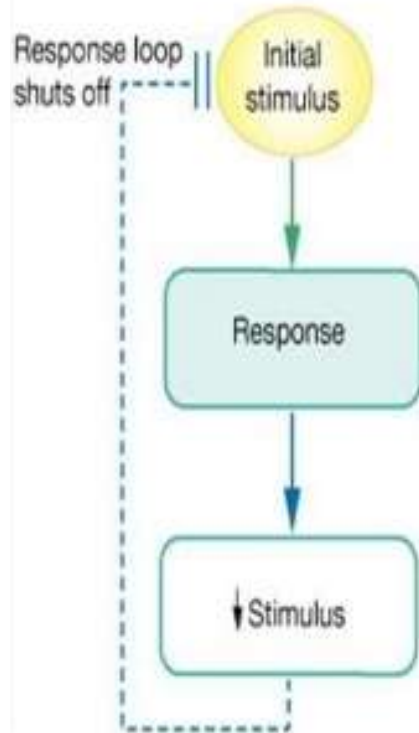 Response loop
shuts off
Initial
stimulus
Response
↓Stimulus